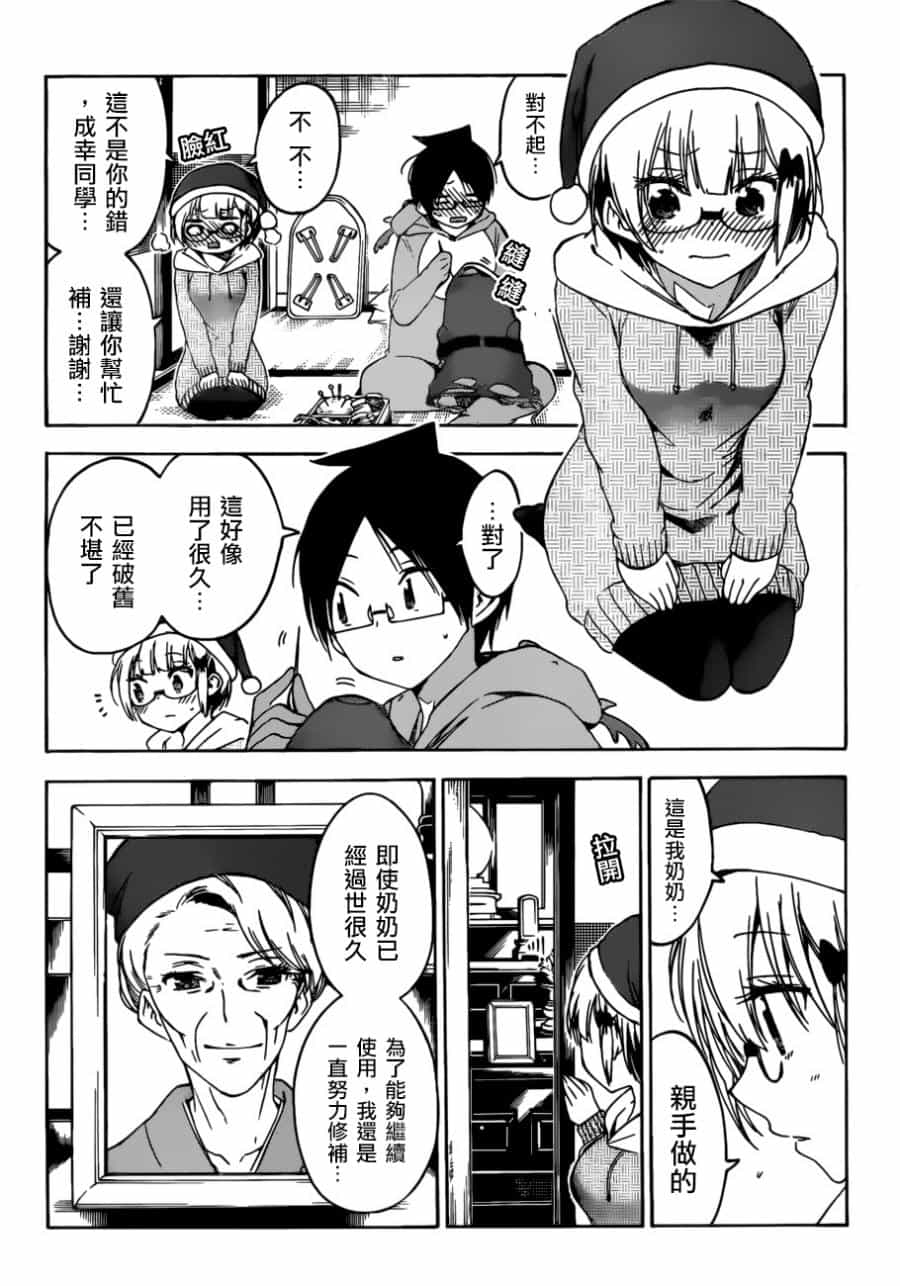 對不起…
不不…
臉紅
縫縫
這不是你的錯
，成幸同學…
還讓你幫忙
補…謝謝…
…對了
這好像
用了很久…
已經破舊
不堪了
這是我奶奶…
親手做的
拉開
即使奶奶已
經過世很久
為了能夠繼續
使用，我還是
一直努力修補…